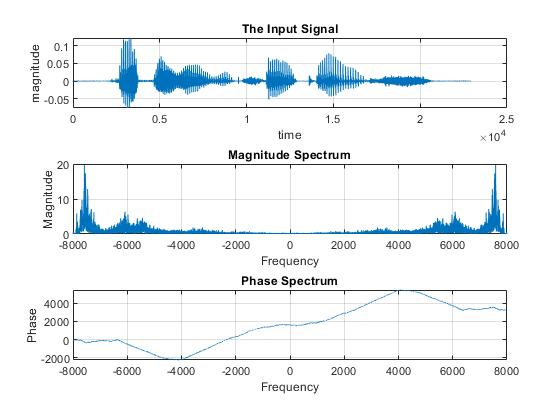 The Input Signal
magnitude
0.1
0.05
0
-0.05
0 0.5 1 1.5 2 2.5
time
×10^4
Magnitude Spectrum
Magnitude
20
10
0
-8000 -6000 -4000 -2000 0 2000 4000 6000 8000
Frequency
Phase Spectrum
Phase
4000
2000
0
-2000
-8000 -6000 -4000 -2000 0 2000 4000 6000 8000
Frequency